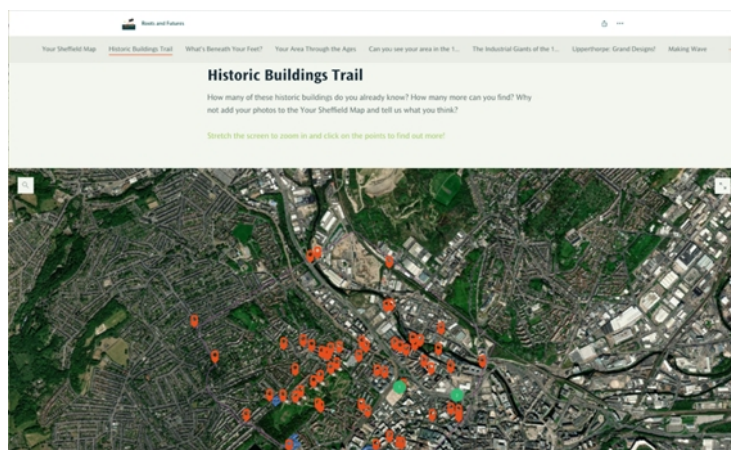 Roots and Futures
Your Sheffield Map Historic Buildings Trail What's Beneath Your Feet? Your Area Through the Ages Can you see your area in the 1... The Industrial Giants of the 1... Upperthorpe: Grand Designs! Making Wave
Historic Buildings Trail
How many of these historic buildings do you already know? How many more can you find? Why
not add your photos to the Your Sheffield Map and tell us what you think?
Stretch the screen to zoom in and click on the points to find out more!